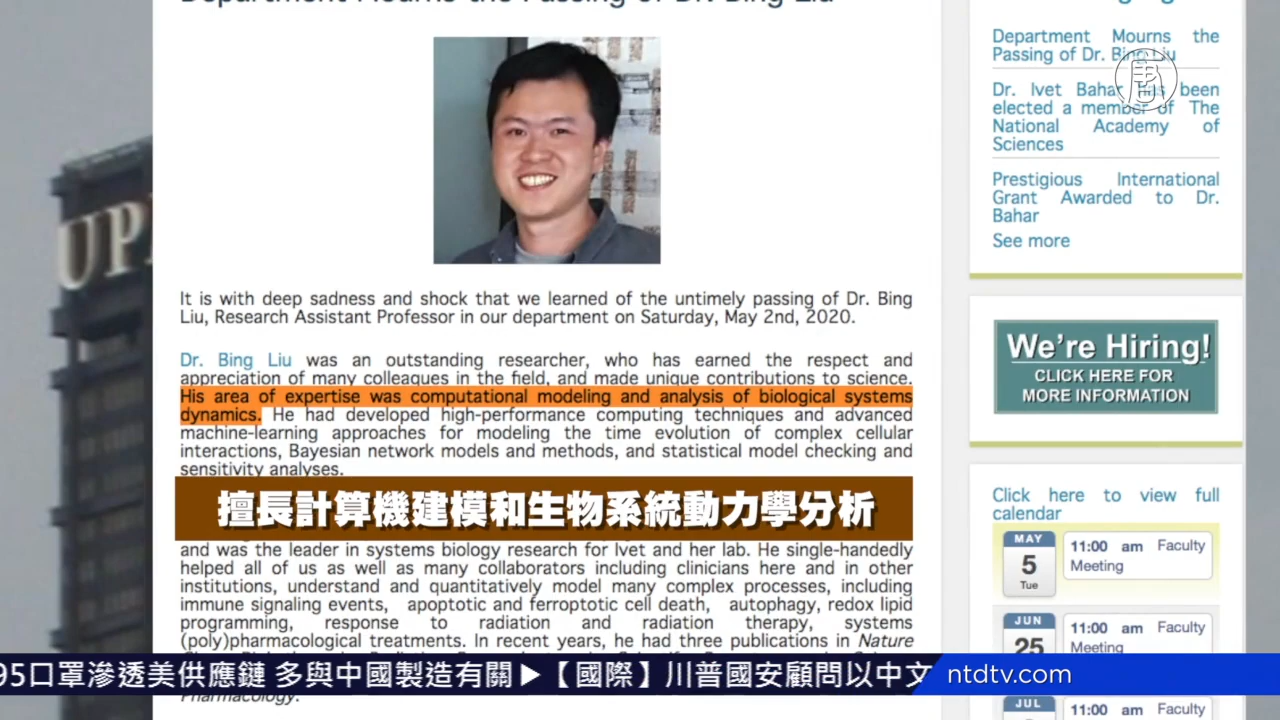 Department Mourns the Passing of Dr. Bing Liu
UP
It is with deep sadness and shock that we learned of the untimely passing of Dr. Bing
Liu, Research Assistant Professor in our department on Saturday, May 2nd, 2020.
Dr. Bing Liu was an outstanding researcher, who has earned the respect and
appreciation of many colleagues in the field, and made unique contributions to science.
His area of expertise was computational modeling and analysis of biological systems
dynamics. He had developed high-performance computing techniques and advanced
machine-learning approaches for modeling the time evolution of complex cellular
interactions, Bayesian network models and methods, and statistical model checking and
sensitivity analyses.
擅長計算機建模和生物系統動力學分析
and was the leader in systems biology research for Ivet and her lab. He single-handedly
helped all of us as well as many collaborators including clinicians here and in other
institutions, understand and quantitatively model many complex processes, including
immune signaling events, apoptotic and ferroptotic cell death, autophagy, redox lipid
programming, response to radiation and radiation therapy, systems
(poly)pharmacological treatments. In recent years, he had three publications in Nature
Pharmacology.
Department Mourns the
Passing of Dr. Bing Liu
Dr. Ivet Bahar has been
elected a member of The
National Academy of
Sciences
Prestigious International
Grant Awarded to Dr.
Bahar
See more
We're Hiring!
CLICK HERE FOR
MORE INFORMATION
Click here to view full
calendar
MAY
5
Tue
11:00 am Faculty
Meeting
JUN
25
11:00 am Faculty
Meeting
JUL
11:00 am Faculty
95口罩滲透美供應鏈 多與中國製造有關▶【國際】川普國安顧問以中文
ntdtv.com